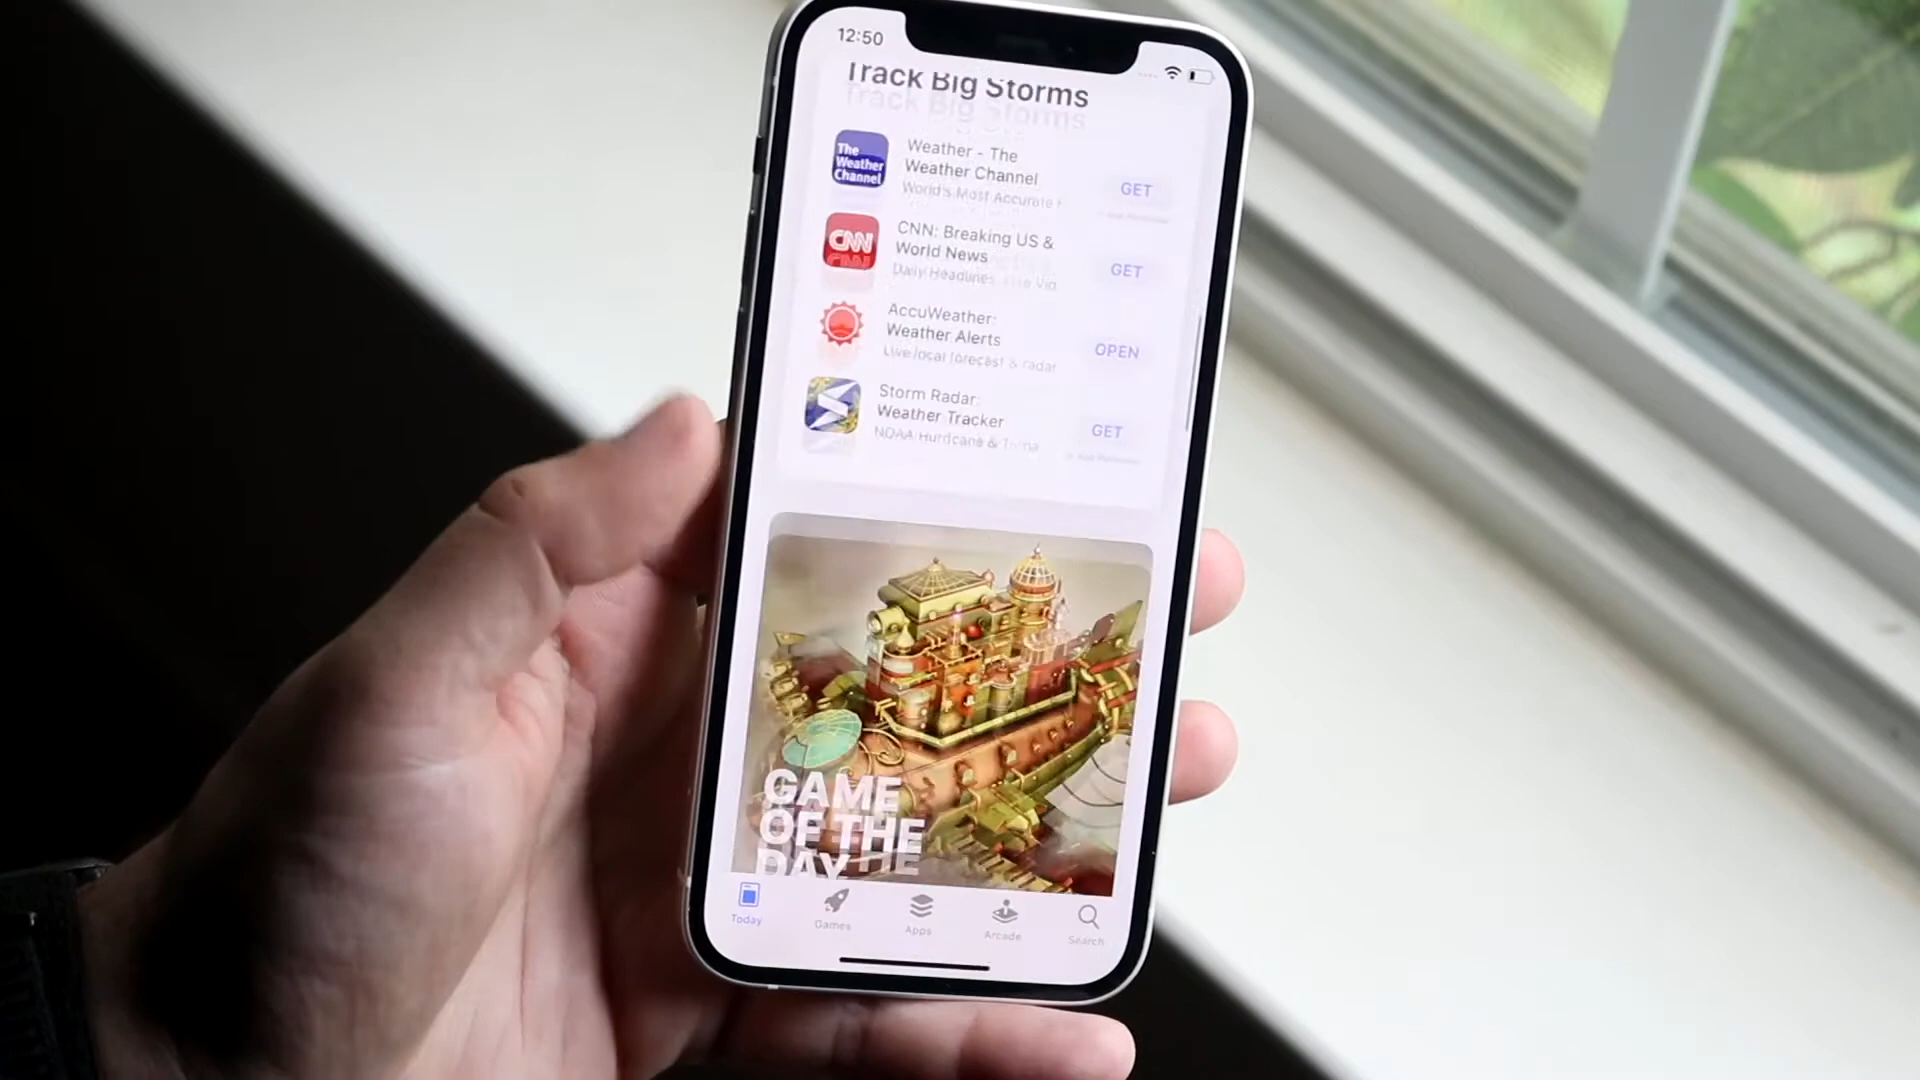 12:50
Track Big Storms
The
Weather
Channel
Weather - The
Weather Channel
World's Most Accurate
GET
CNN
CNN: Breaking US &
World News
Daily Headlines
GET
AccuWeather:
Weather Alerts
Live local forecast & radar
OPEN
Storm Radar:
Weather Tracker
NOAA Hurricane &
GET
GAME
OF THE
DAY
Today
Games
Apps
Arcade
Search